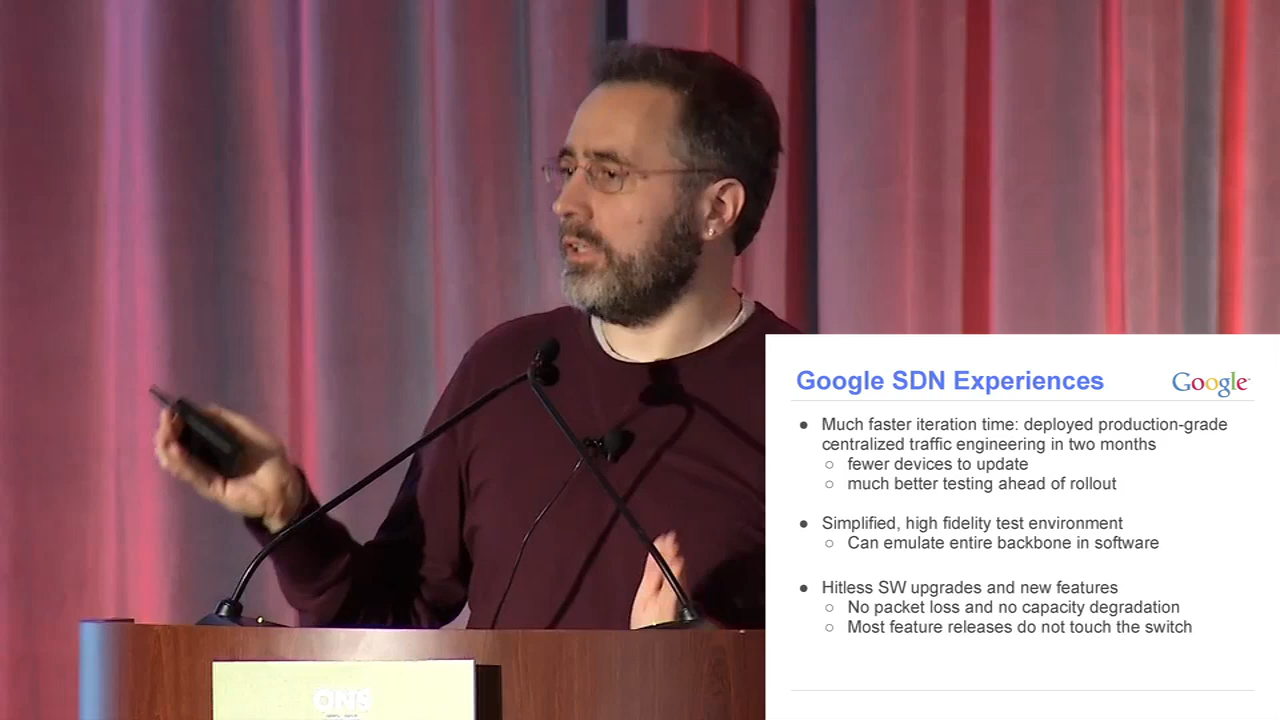 Google SDN Experiences
Google
● Much faster iteration time: deployed production-grade
centralized traffic engineering in two months
○ fewer devices to update
○ much better testing ahead of rollout
● Simplified, high fidelity test environment
○ Can emulate entire backbone in software
● Hitless SW upgrades and new features
○ No packet loss and no capacity degradation
○ Most feature releases do not touch the switch
ONS